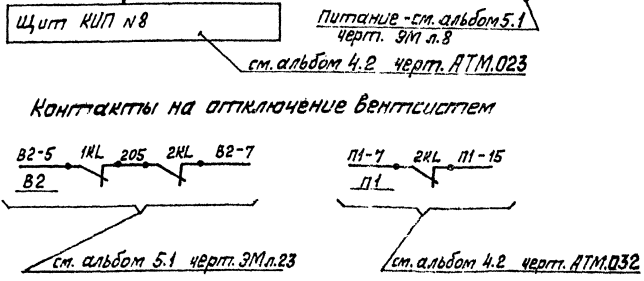 Щит КИП №8
Питание-см.альбом 5.1
черт. ЭМ л.8
см. альбом 4.2 черт. АТМ.023
Контакты на отключение вентсистем
В2-5 1KL 205 2KL В2-7
В2
П1-7 2KL П1-15
П1
см. альбом 5.1 черт. ЭМ л.23
см. альбом 4.2 черт. АТМ.032